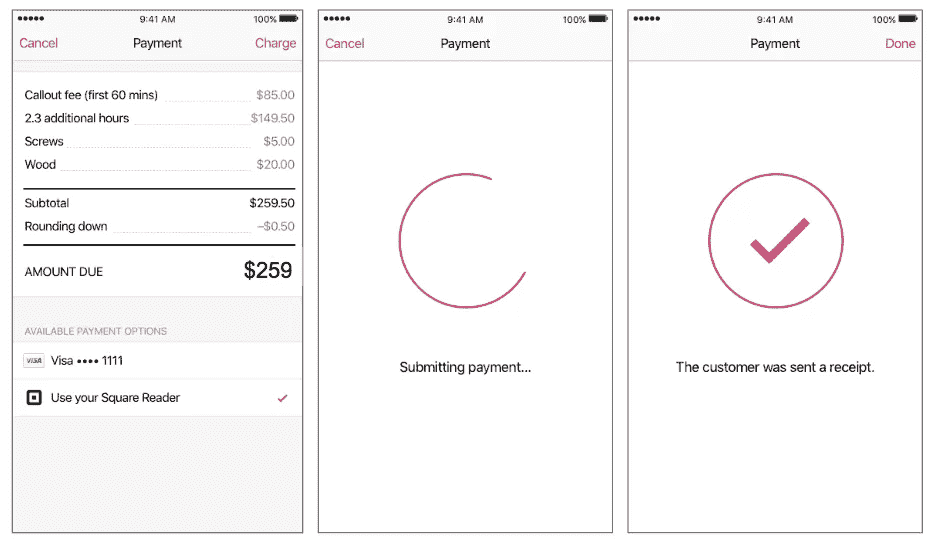 ●●●●● 9:41 AM 100%
Cancel Payment Charge
Callout fee (first 60 mins) $85.00
2.3 additional hours $149.50
Screws $5.00
Wood $20.00
Subtotal $259.50
Rounding down –$0.50
AMOUNT DUE $259
AVAILABLE PAYMENT OPTIONS
VISA Visa •••• 1111
Use your Square Reader
●●●●● 9:41 AM 100%
Cancel Payment
Submitting payment...
●●●●● 9:41 AM 100%
Payment Done
The customer was sent a receipt.